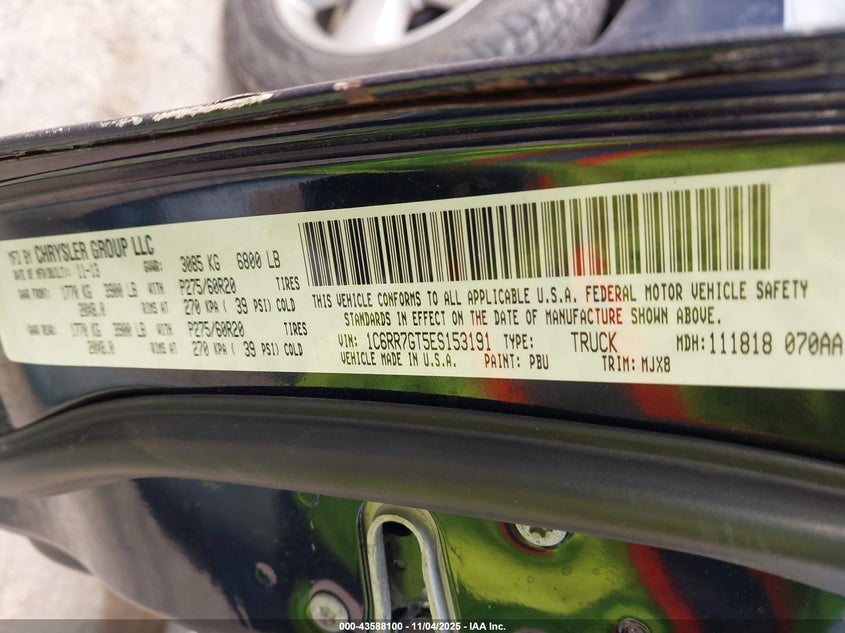 MFD BY CHRYSLER GROUP LLC
DATE OF MFR(BUILT): 11-13 GVWR: 3085 KG 6800 LB
GAWR FRONT: 1770 KG 3900 LB P275/60R20 TIRES
20X8.0 RIMS AT 270 KPA ( 39 PSI) COLD
GAWR REAR: 1770 KG 3900 LB P275/60R20 TIRES
20X8.0 RIMS AT 270 KPA ( 39 PSI) COLD
THIS VEHICLE CONFORMS TO ALL APPLICABLE U.S.A. FEDERAL MOTOR VEHICLE SAFETY
STANDARDS IN EFFECT ON THE DATE OF MANUFACTURE SHOWN ABOVE.
VIN: 1C6RR7GT5ES153191 TYPE: TRUCK MDH: 111818 070AA
VEHICLE MADE IN U.S.A. PAINT: PBU TRIM: MJX8
000-43588100 - 11/04/2025 - IAA Inc.